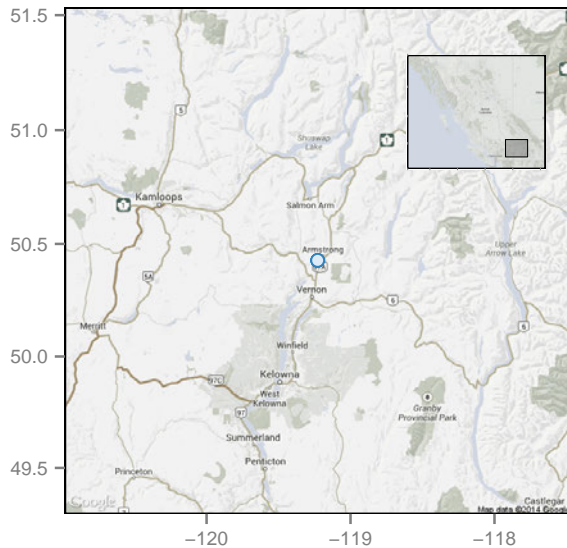 51.5
51.0
50.5
50.0
49.5
5
1
1
Shuswap
Lake
Kamloops
Salmon Arm
Upper
Arrow Lake
Armstrong
5A
Vernon
6
6
Merritt
Winfield
97C
Kelowna
West
Kelowna
97
Granby
Provincial Park
Summerland
Penticton
Princeton
Google
Castlegar
Map data ©2014 Google
−120
−119
−118